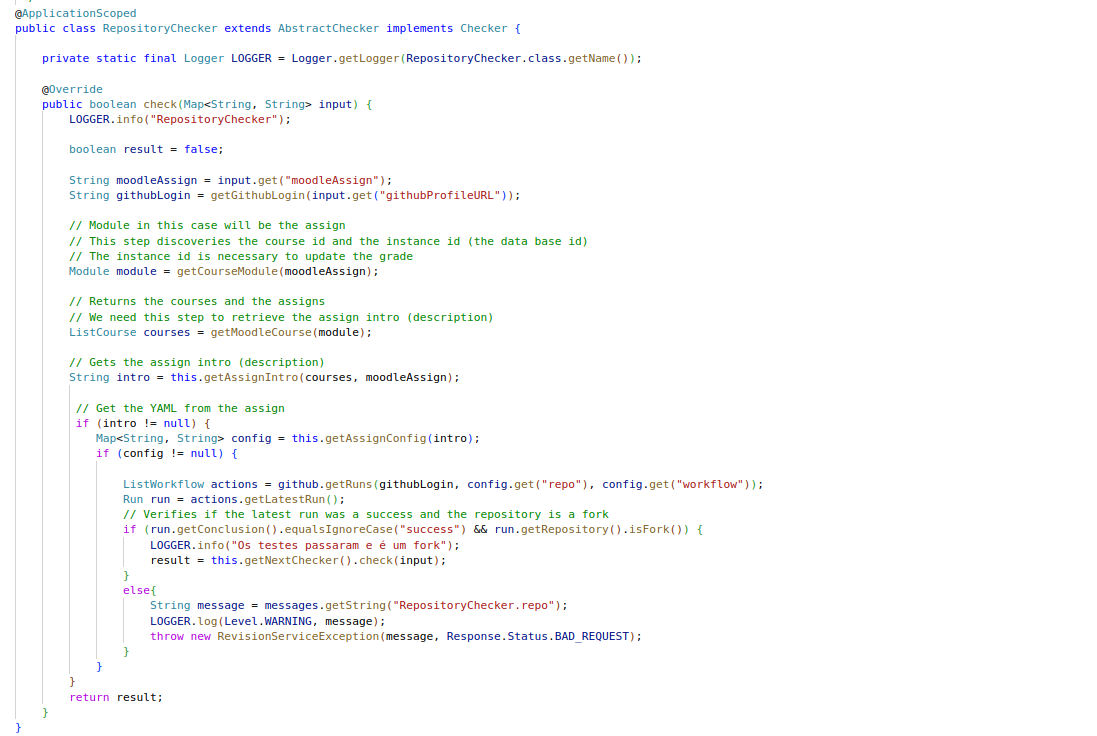 @ApplicationScoped
public class RepositoryChecker extends AbstractChecker implements Checker {
private static final Logger LOGGER = Logger.getLogger(RepositoryChecker.class.getName());
@Override
public boolean check(Map<String, String> input) {
LOGGER.info("RepositoryChecker");
boolean result = false;
String moodleAssign = input.get("moodleAssign");
String githubLogin = getGithubLogin(input.get("githubProfileURL"));
// Module in this case will be the assign
// This step discoveries the course id and the instance id (the data base id)
// The instance id is necessary to update the grade
Module module = getCourseModule(moodleAssign);
// Returns the courses and the assigns
// We need this step to retrieve the assign intro (description)
ListCourse courses = getMoodleCourse(module);
// Gets the assign intro (description)
String intro = this.getAssignIntro(courses, moodleAssign);
// Get the YAML from the assign
if (intro != null) {
Map<String, String> config = this.getAssignConfig(intro);
if (config != null) {
ListWorkflow actions = github.getRuns(githubLogin, config.get("repo"), config.get("workflow"));
Run run = actions.getLatestRun();
// Verifies if the latest run was a success and the repository is a fork
if (run.getConclusion().equalsIgnoreCase("success") && run.getRepository().isFork()) {
LOGGER.info("Os testes passaram e é um fork");
result = this.getNextChecker().check(input);
}
else{
String message = messages.getString("RepositoryChecker.repo");
LOGGER.log(Level.WARNING, message);
throw new RevisionServiceException(message, Response.Status.BAD_REQUEST);
}
}
}
return result;
}
}